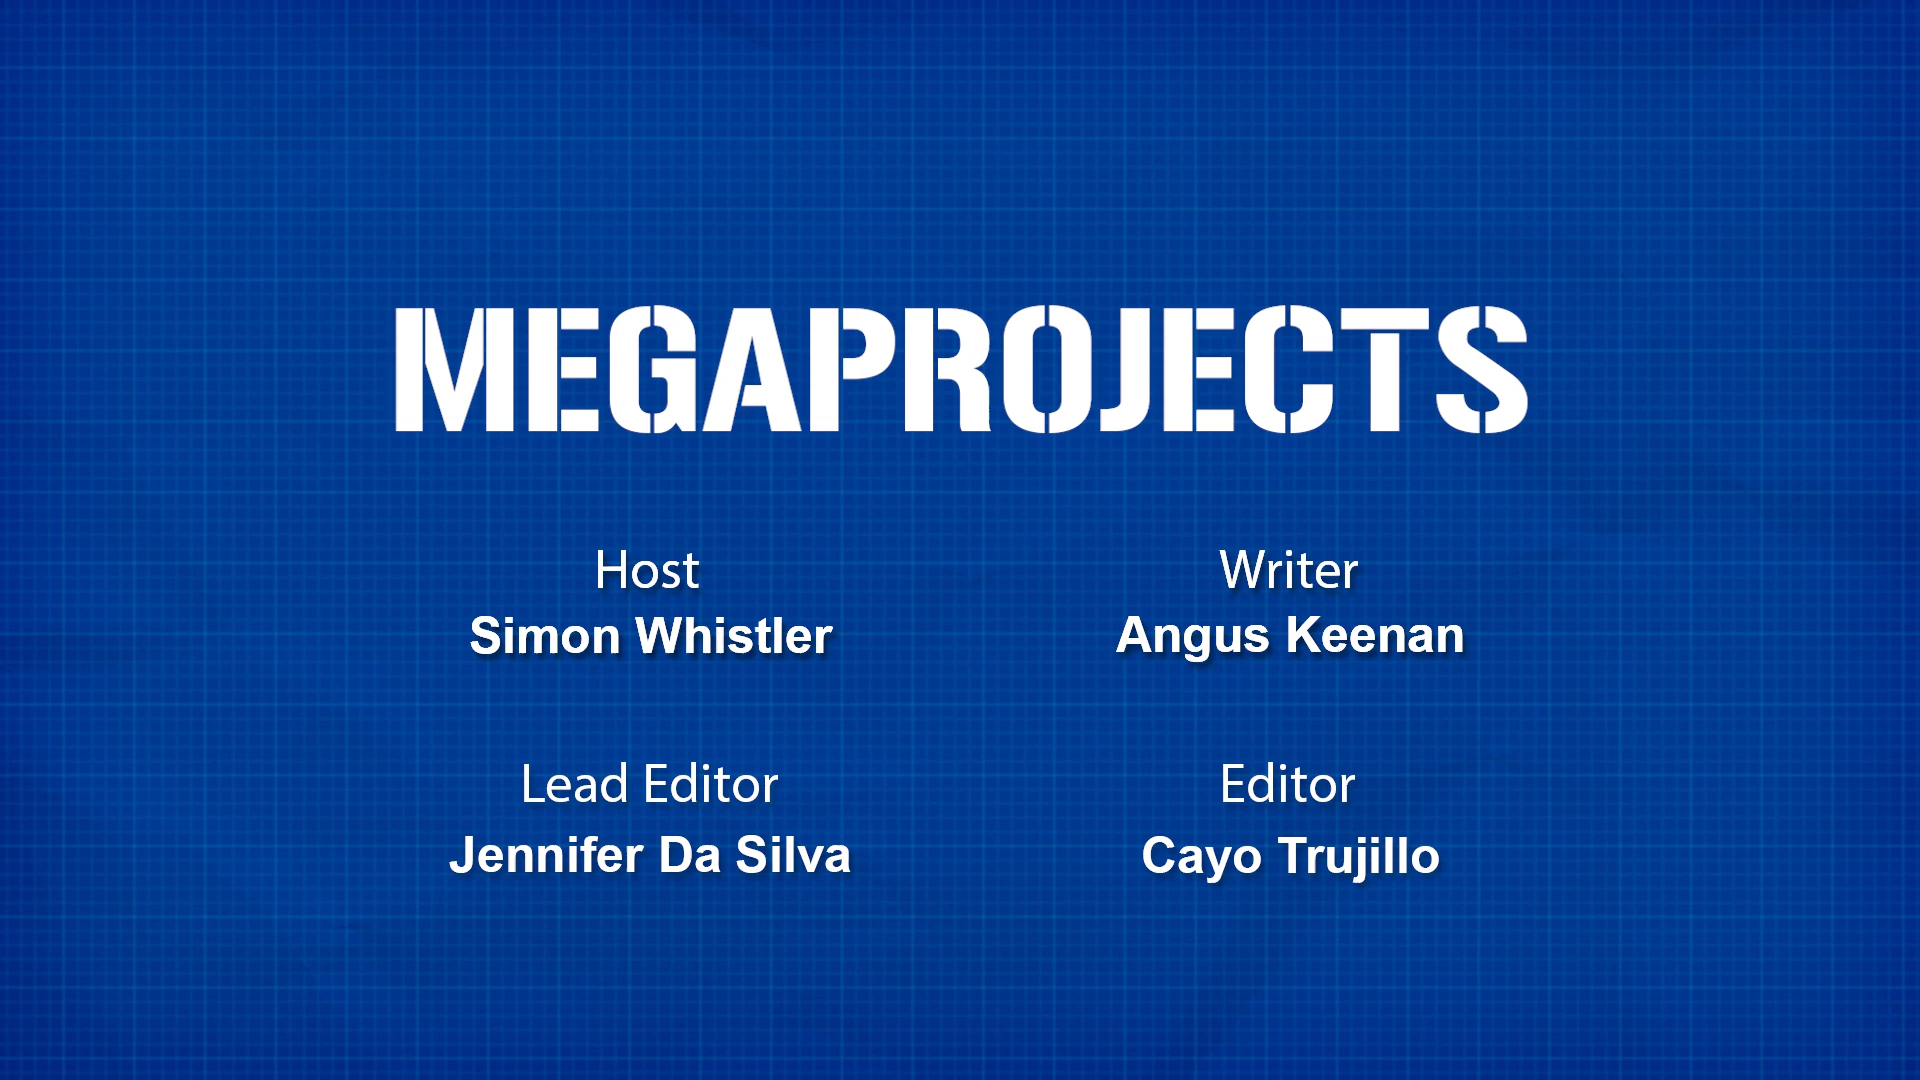 MEGAPROJECTS
Host
Simon Whistler
Writer
Angus Keenan
Lead Editor
Jennifer Da Silva
Editor
Cayo Trujillo